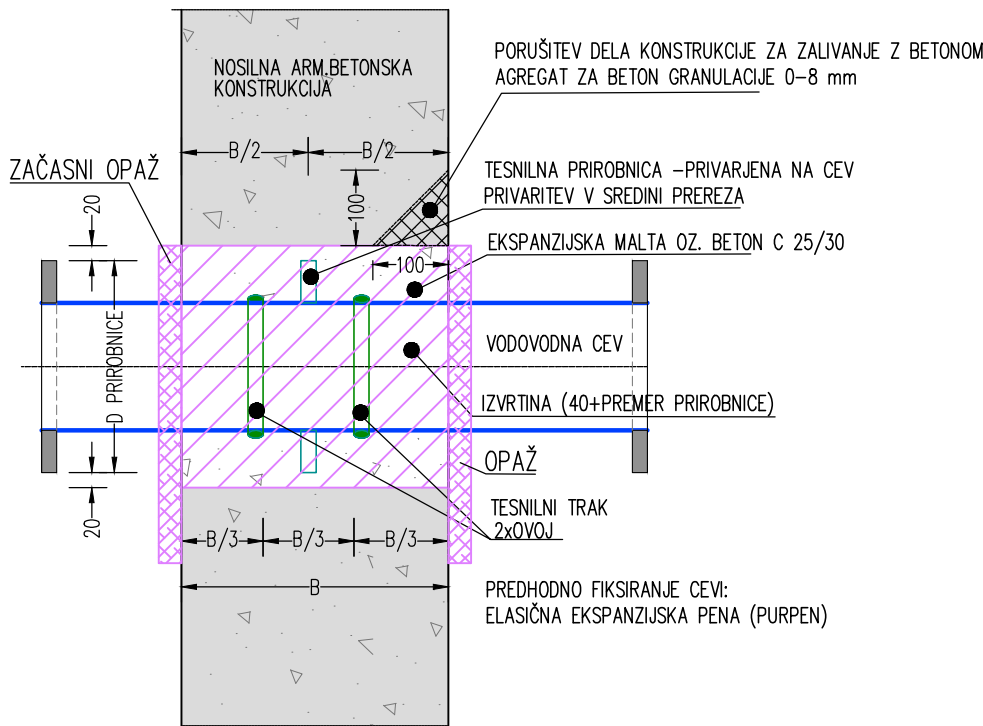 PORUŠITEV DELA KONSTRUKCIJE ZA ZALIVANJE Z BETONOM
AGREGAT ZA BETON GRANULACIJE 0-8 mm
NOSILNA ARM.BETONSKA
KONSTRUKCIJA
B/2
B/2
ZAČASNI OPAŽ
TESNILNA PRIROBNICA -PRIVARJENA NA CEV
PRIVARITEV V SREDINI PREREZA
20
100
EKSPANZIJSKA MALTA OZ. BETON C 25/30
100
D PRIROBNICE
VODOVODNA CEV
IZVRTINA (40+PREMER PRIROBNICE)
OPAŽ
20
TESNILNI TRAK
2xOVOJ
B/3
B/3
B/3
B
PREDHODNO FIKSIRANJE CEVI:
ELASIČNA EKSPANZIJSKA PENA (PURPEN)